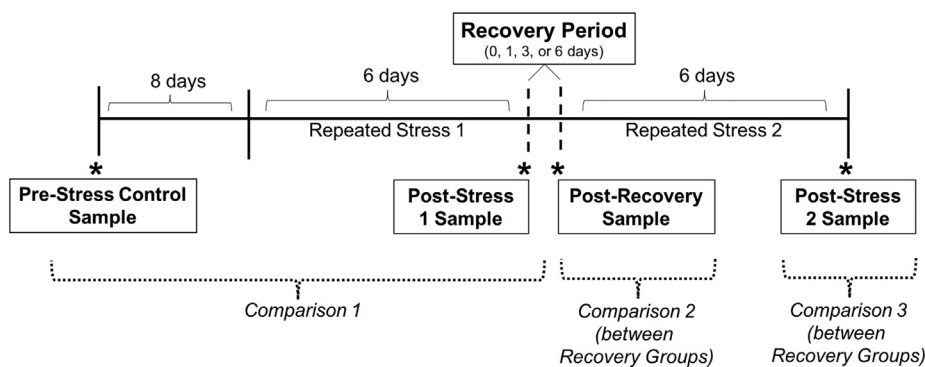 Recovery Period
(0, 1, 3, or 6 days)
8 days
6 days
6 days
Repeated Stress 1
Repeated Stress 2
*
*
*
*
Pre-Stress Control
Sample
Post-Stress
1 Sample
Post-Recovery
Sample
Post-Stress
2 Sample
Comparison 1
Comparison 2
(between
Recovery Groups)
Comparison 3
(between
Recovery Groups)